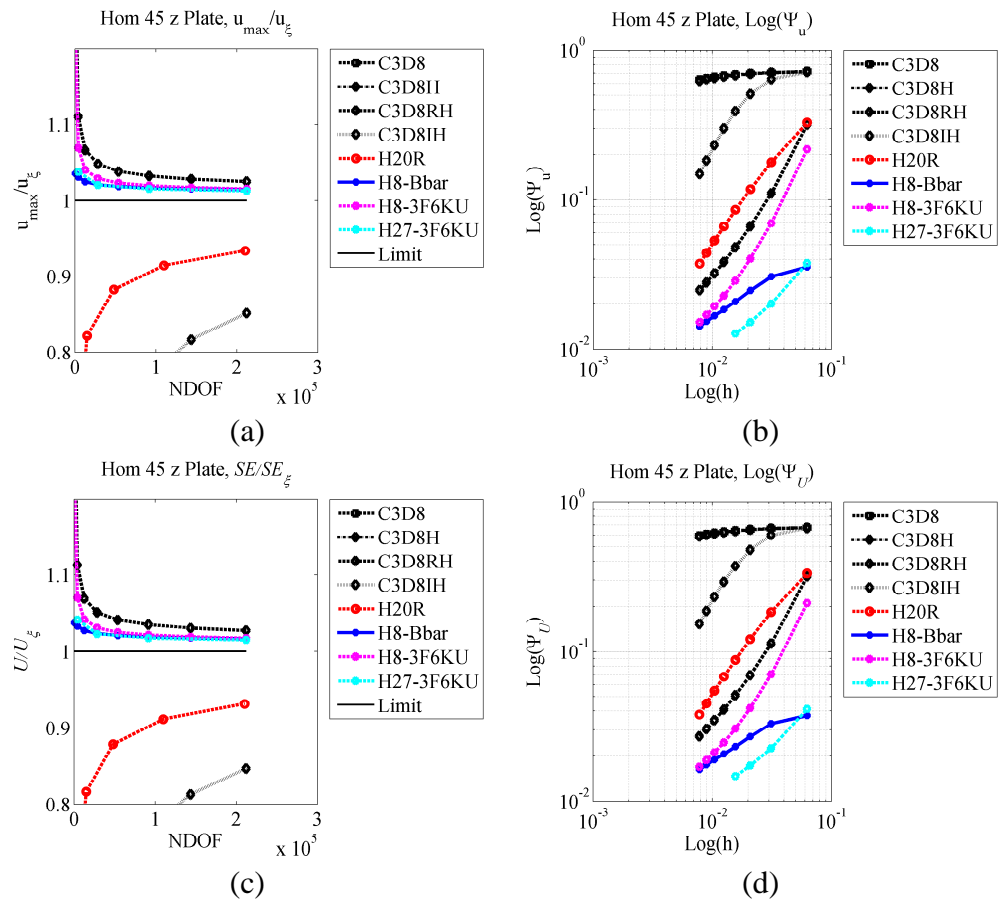 Hom 45 z Plate, u_max/u_ξ
u_max/u_ξ
1.1
1
0.9
0.8
0
1
2
3
NDOF
x 10^5
C3D8
C3D8H
C3D8RH
C3D8IH
H20R
H8-Bbar
H8-3F6KU
H27-3F6KU
Limit
(a)
Hom 45 z Plate, Log(Ψ_u)
Log(Ψ_u)
10^0
10^-1
10^-2
10^-3
10^-2
10^-1
Log(h)
C3D8
C3D8H
C3D8RH
C3D8IH
H20R
H8-Bbar
H8-3F6KU
H27-3F6KU
(b)
Hom 45 z Plate, SE/SE_ξ
U/U_ξ
1.1
1
0.9
0.8
0
1
2
3
NDOF
x 10^5
C3D8
C3D8H
C3D8RH
C3D8IH
H20R
H8-Bbar
H8-3F6KU
H27-3F6KU
Limit
(c)
Hom 45 z Plate, Log(Ψ_U)
Log(Ψ_U)
10^0
10^-1
10^-2
10^-3
10^-2
10^-1
Log(h)
C3D8
C3D8H
C3D8RH
C3D8IH
H20R
H8-Bbar
H8-3F6KU
H27-3F6KU
(d)